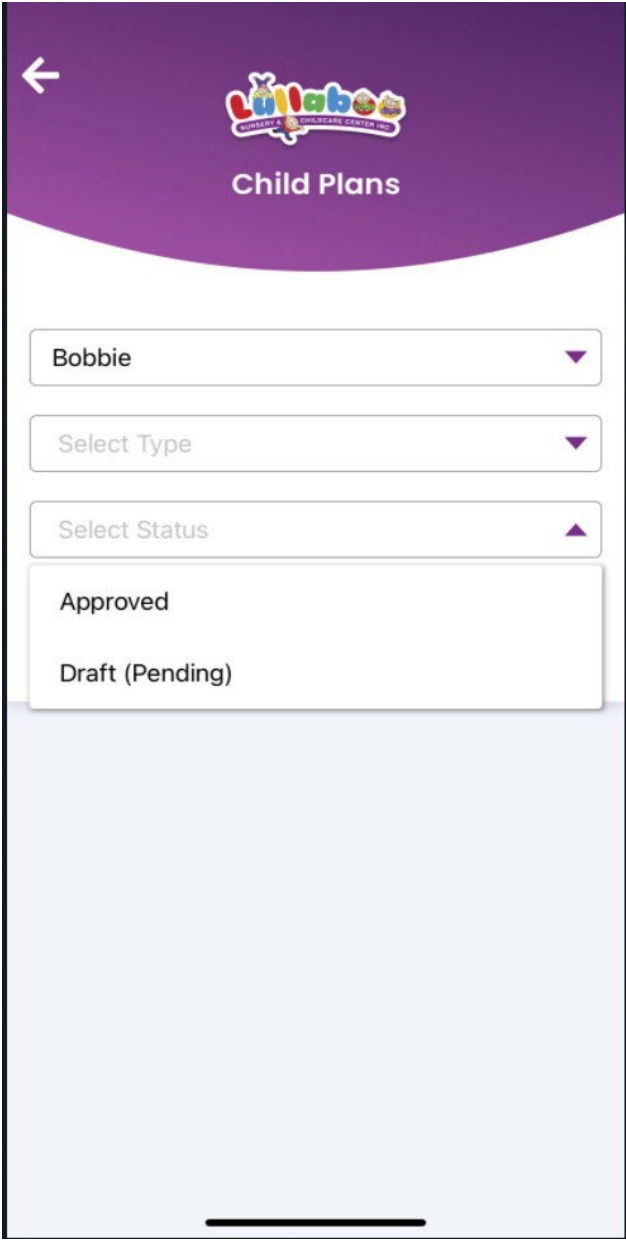 Lullaboo
NURSERY & CHILDCARE CENTER INC.
Child Plans
Bobbie
Select Type
Select Status
Approved
Draft (Pending)